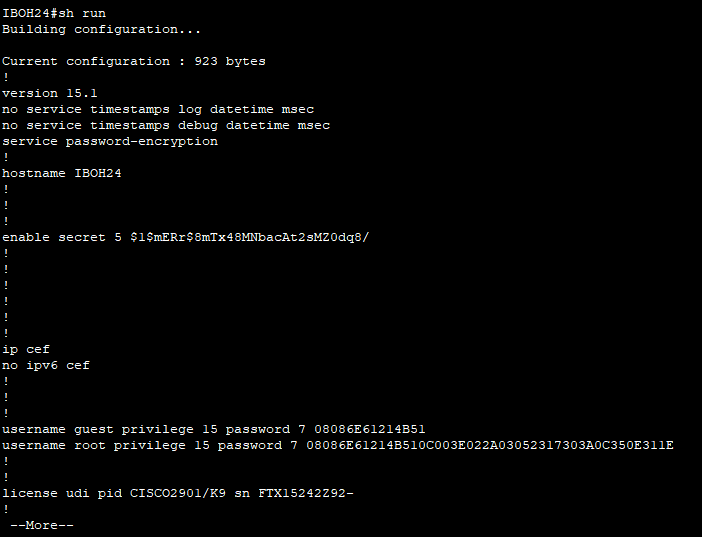 IBOH24#sh run
Building configuration...
Current configuration : 923 bytes
!
version 15.1
no service timestamps log datetime msec
no service timestamps debug datetime msec
service password-encryption
!
hostname IBOH24
!
!
!
enable secret 5 $1$mERr$8mTx48MNbacAt2sMZ0dq8/
!
!
!
!
!
!
ip cef
no ipv6 cef
!
!
!
username guest privilege 15 password 7 08086E61214B51
username root privilege 15 password 7 08086E61214B510C003E022A03052317303A0C350E311E
!
!
license udi pid CISCO2901/K9 sn FTX15242Z92-
!
--More--